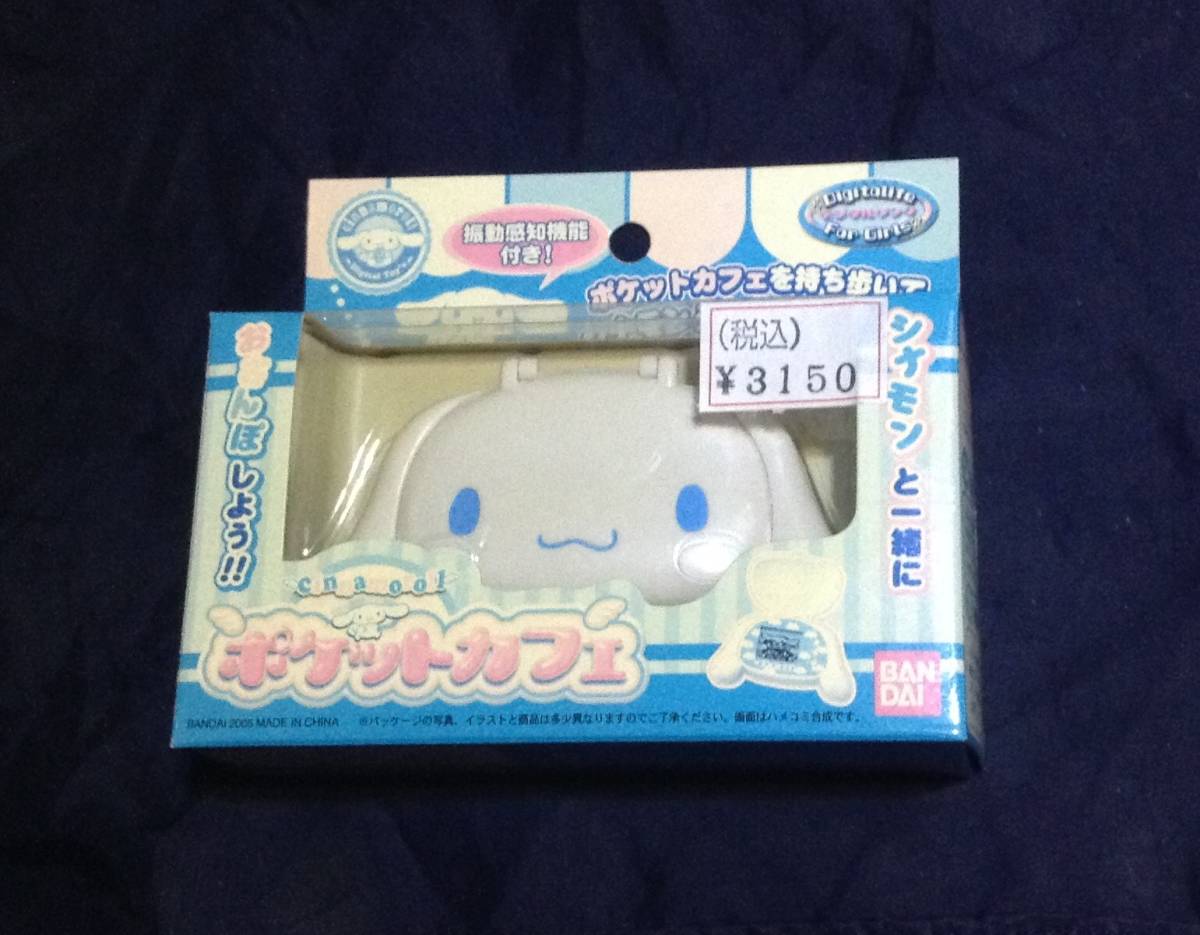 Digital Toy's
振動感知機能
付き!
DigitaLife
For Girls
ポケットカフェを持ち歩いて
シナモンと一緒に
おさんぽしよう!!
(税込)
¥3150
ポケットカフェ
BAN
DAI
BANDAI 2005 MADE IN CHINA ※パッケージの写真、イラストと商品は多少異なりますのでご了承ください。画面はハメコミ合成です。